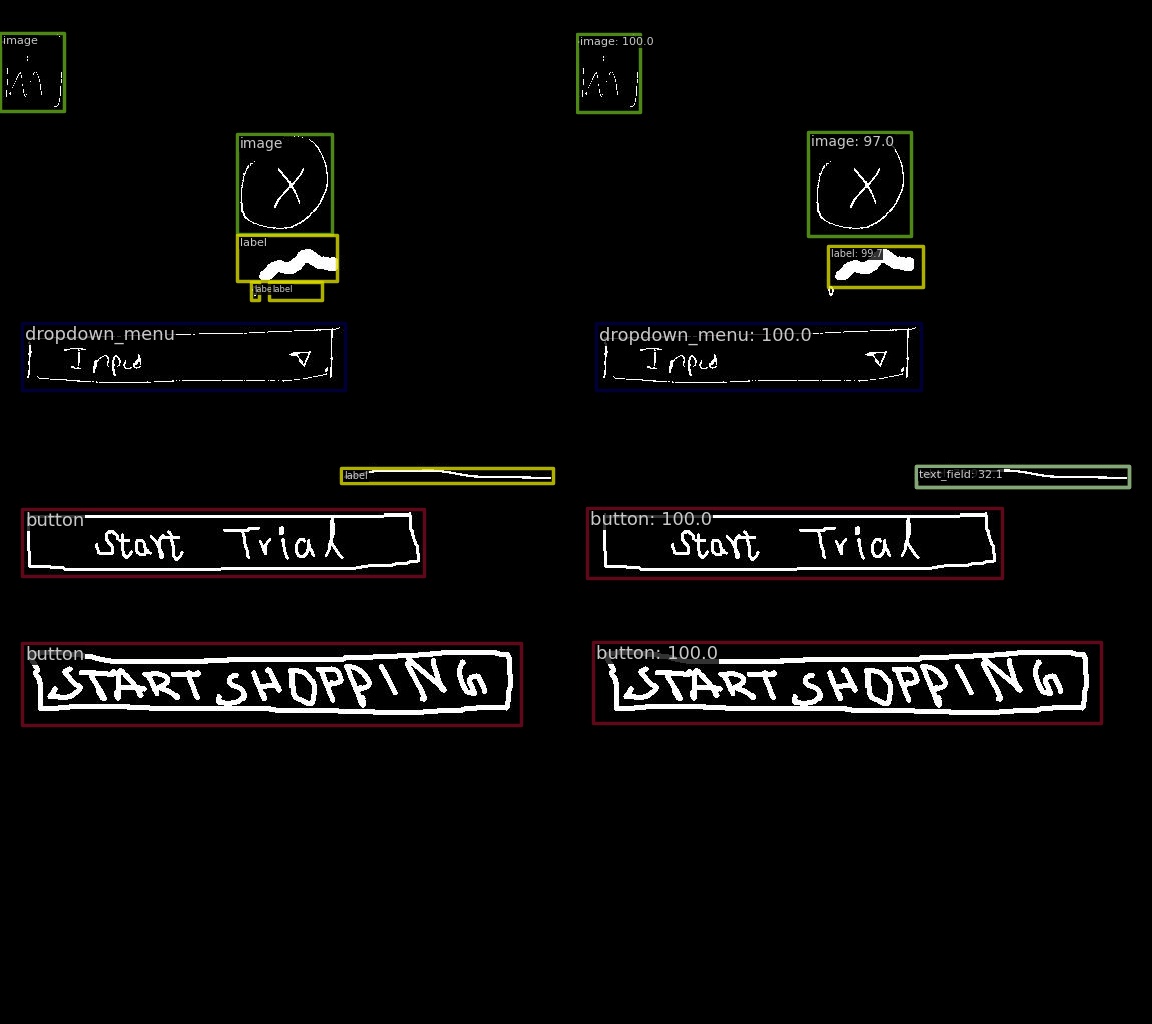 image image: 100.0
image image: 97.0
X X
label label: 99.7
label label
dropdown_menu dropdown_menu: 100.0
Input Input
label text_field: 32.1
button button: 100.0
Start Trial Start Trial
button button: 100.0
START SHOPPING START SHOPPING